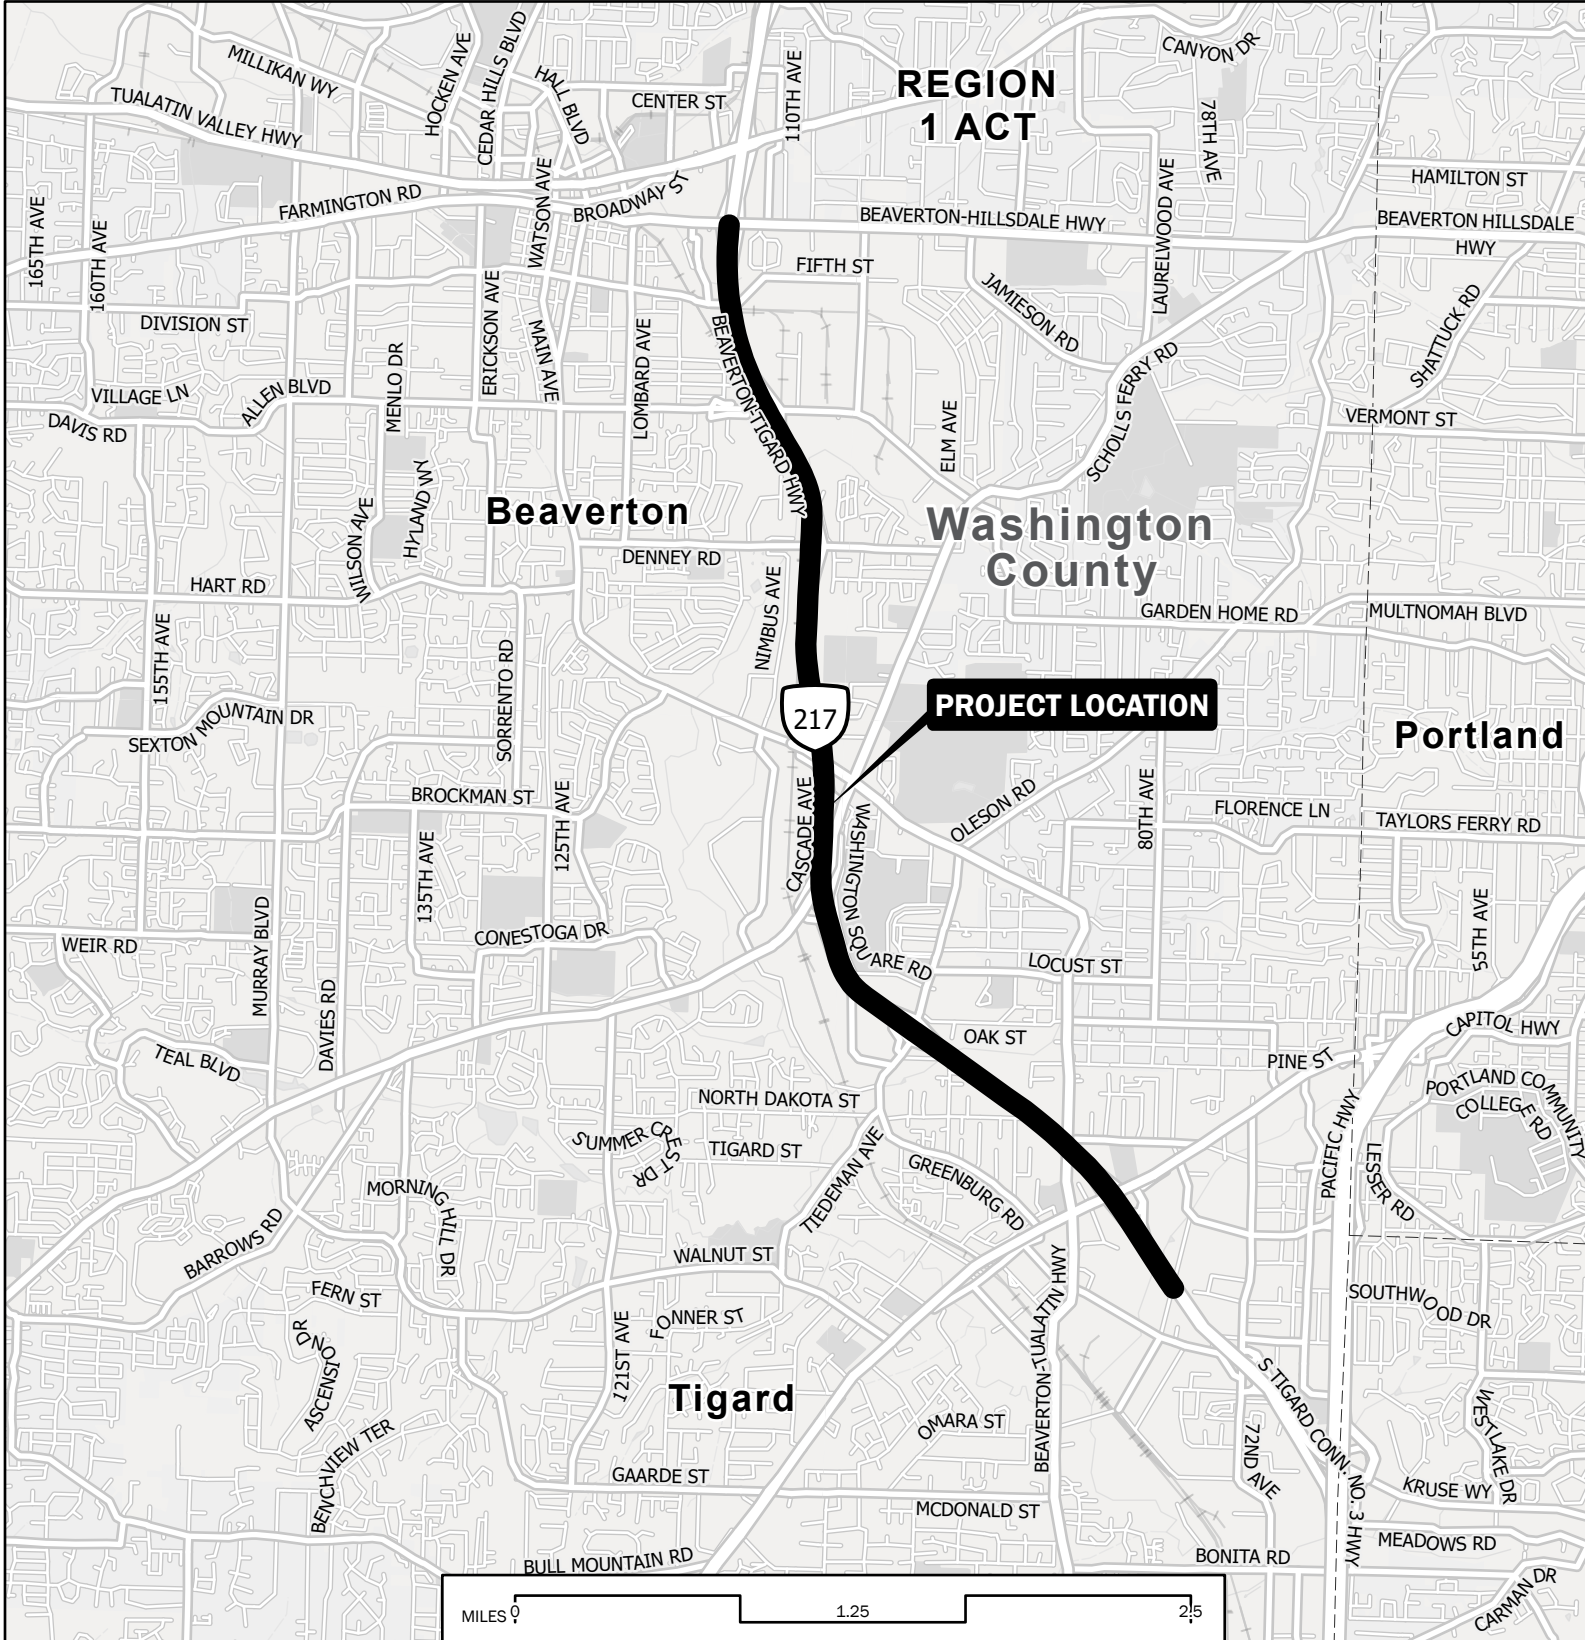 CANYON DR
MILLIKAN WY
HOCKEN AVE
CEDAR HILLS BLVD
HALL BLVD
CENTER ST
110TH AVE
REGION
1 ACT
78TH AVE
TUALATIN VALLEY HWY
HAMILTON ST
FARMINGTON RD
WATSON AVE
BROADWAY ST
BEAVERTON-HILLSDALE HWY
LAURELWOOD AVE
BEAVERTON HILLSDALE
HWY
165TH AVE
160TH AVE
FIFTH ST
JAMIESON RD
SHATTUCK RD
DIVISION ST
ERICKSON AVE
MAIN AVE
LOMBARD AVE
BEAVERTON-TIGARD HWY
SCHOLLS FERRY RD
VILLAGE LN
ALLEN BLVD
MENLO DR
DAVIS RD
ELM AVE
VERMONT ST
HYLAND WY
WILSON AVE
Beaverton
Washington
County
DENNEY RD
HART RD
NIMBUS AVE
GARDEN HOME RD
MULTNOMAH BLVD
155TH AVE
SORRENTO RD
SEXTON MOUNTAIN DR
217
PROJECT LOCATION
Portland
BROCKMAN ST
125TH AVE
CASCADE AVE
WASHINGTON SQUARE RD
OLESON RD
80TH AVE
FLORENCE LN
TAYLORS FERRY RD
135TH AVE
MURRAY BLVD
WEIR RD
CONESTOGA DR
LOCUST ST
55TH AVE
DAVIES RD
TEAL BLVD
OAK ST
CAPITOL HWY
PINE ST
NORTH DAKOTA ST
PORTLAND COMMUNITY
COLLEGE RD
SUMMER CREST DR
TIGARD ST
TIEDEMAN AVE
GREENBURG RD
PACIFIC HWY
LESSER RD
MORNING HILL DR
BARROWS RD
WALNUT ST
FERN ST
FONNER ST
BEAVERTON-TUALATIN HWY
SOUTHWOOD DR
ASCENSION DR
121ST AVE
Tigard
S TIGARD CONN. NO. 3 HWY
WESTLAKE DR
OMARA ST
BENCHVIEW TER
72ND AVE
GAARDE ST
MCDONALD ST
KRUSE WY
MEADOWS RD
BULL MOUNTAIN RD
BONITA RD
CARMAN DR
MILES 0 1.25 2.5